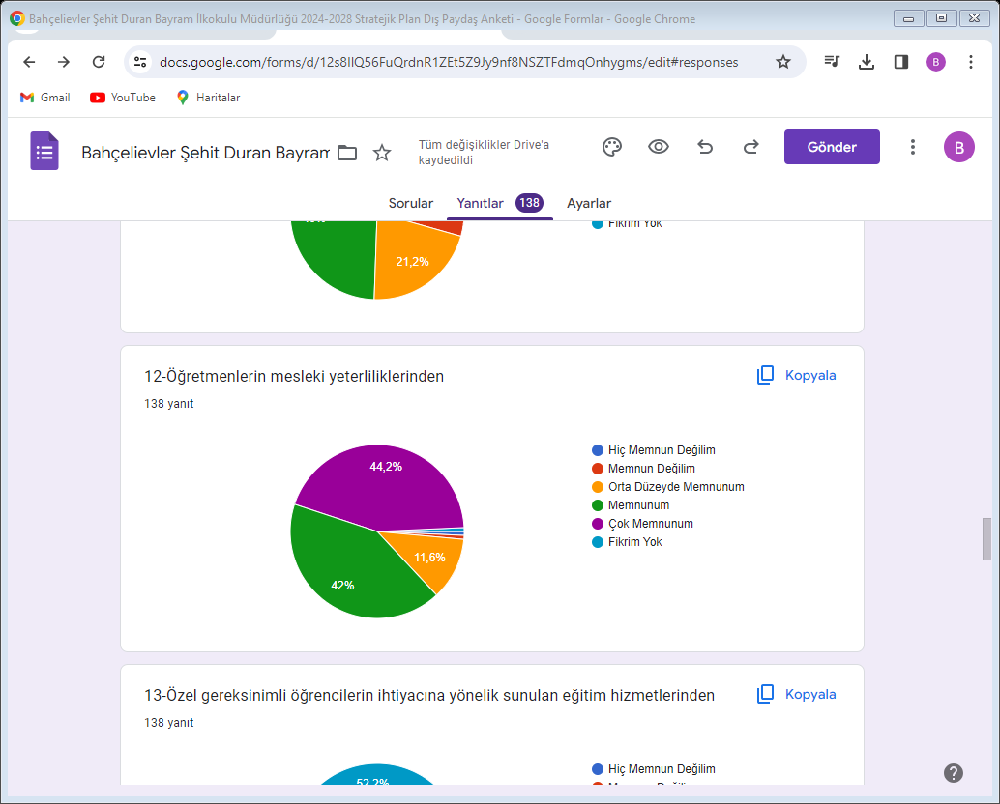 Bahçelievler Şehit Duran Bayram İlkokulu Müdürlüğü 2024-2028 Stratejik Plan Dış Paydaş Anketi - Google Formlar - Google Chrome
docs.google.com/forms/d/12s8IlQ56FuQrdnR1ZEt5Z9Jy9nf8NSZTFdmqOnhygms/edit#responses
B
Gmail YouTube Haritalar
Bahçelievler Şehit Duran Bayram
Tüm değişiklikler Drive'a
kaydedildi
Gönder
B
Sorular Yanıtlar 138 Ayarlar
Fikrim Yok
21,2%
12-Öğretmenlerin mesleki yeterliliklerinden
Kopyala
138 yanıt
44,2%
11,6%
42%
Hiç Memnun Değilim
Memnun Değilim
Orta Düzeyde Memnunum
Memnunum
Çok Memnunum
Fikrim Yok
13-Özel gereksinimli öğrencilerin ihtiyacına yönelik sunulan eğitim hizmetlerinden
Kopyala
138 yanıt
52,2%
Hiç Memnun Değilim